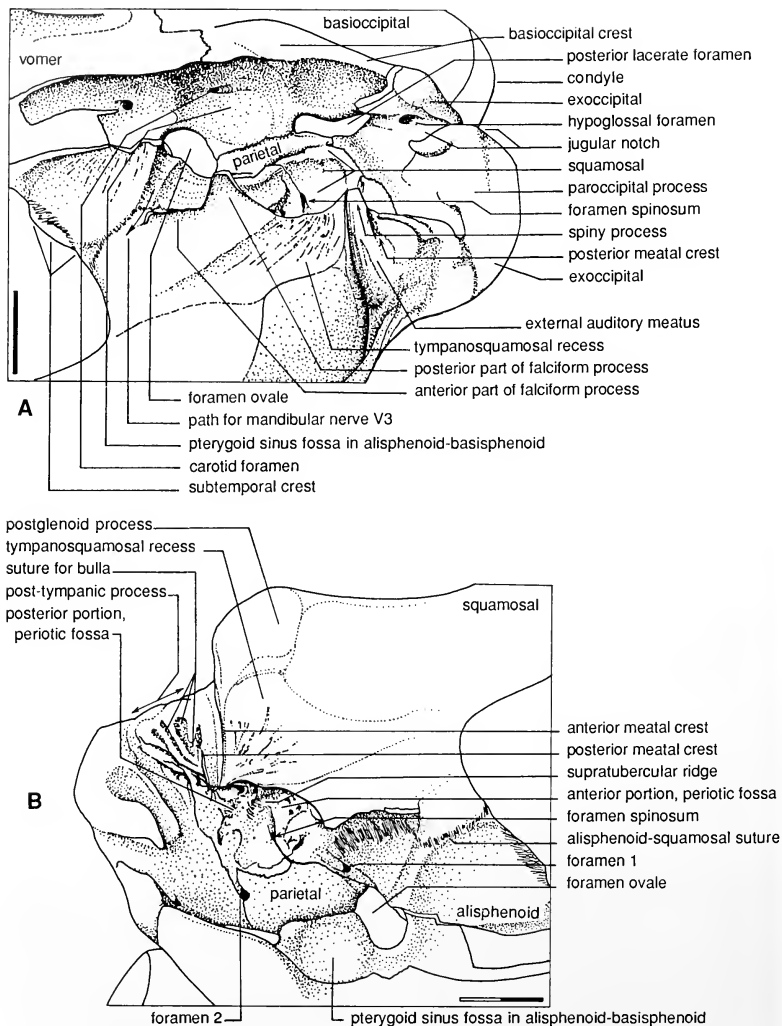 basioccipital
vomer
parietal
basioccipital crest
posterior lacerate foramen
condyle
exoccipital
hypoglossal foramen
jugular notch
squamosal
paroccipital process
foramen spinosum
spiny process
posterior meatal crest
exoccipital
external auditory meatus
tympanosquamosal recess
posterior part of falciform process
anterior part of falciform process
A
foramen ovale
path for mandibular nerve V3
pterygoid sinus fossa in alisphenoid-basisphenoid
carotid foramen
subtemporal crest
postglenoid process
tympanosquamosal recess
suture for bulla
post-tympanic process
posterior portion,
periotic fossa
squamosal
anterior meatal crest
posterior meatal crest
supratubercular ridge
anterior portion, periotic fossa
foramen spinosum
alisphenoid-squamosal suture
foramen 1
foramen ovale
B
parietal
alisphenoid
foramen 2
pterygoid sinus fossa in alisphenoid-basisphenoid